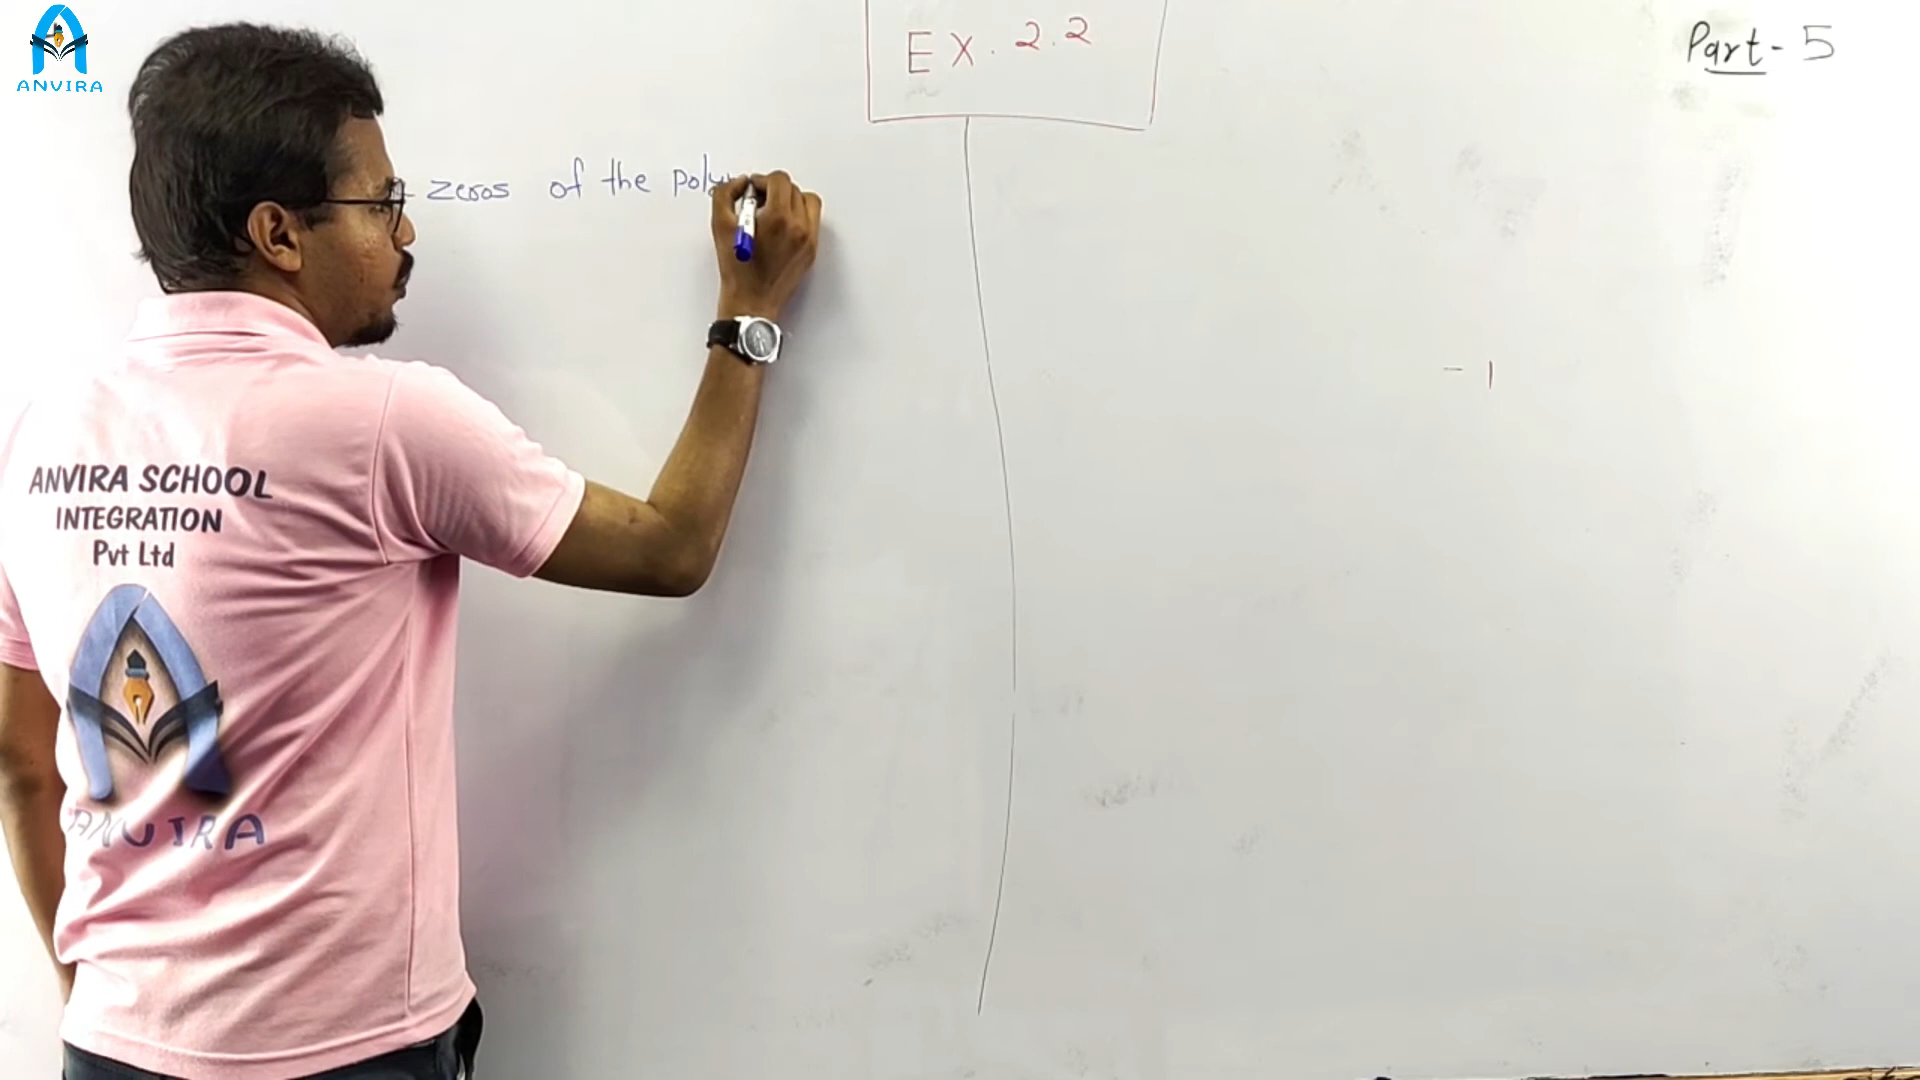 ANVIRA
Ex. 2.2
Part - 5
zeros of the poly
- 1
ANVIRA SCHOOL
INTEGRATION
Pvt Ltd
ANVIRA